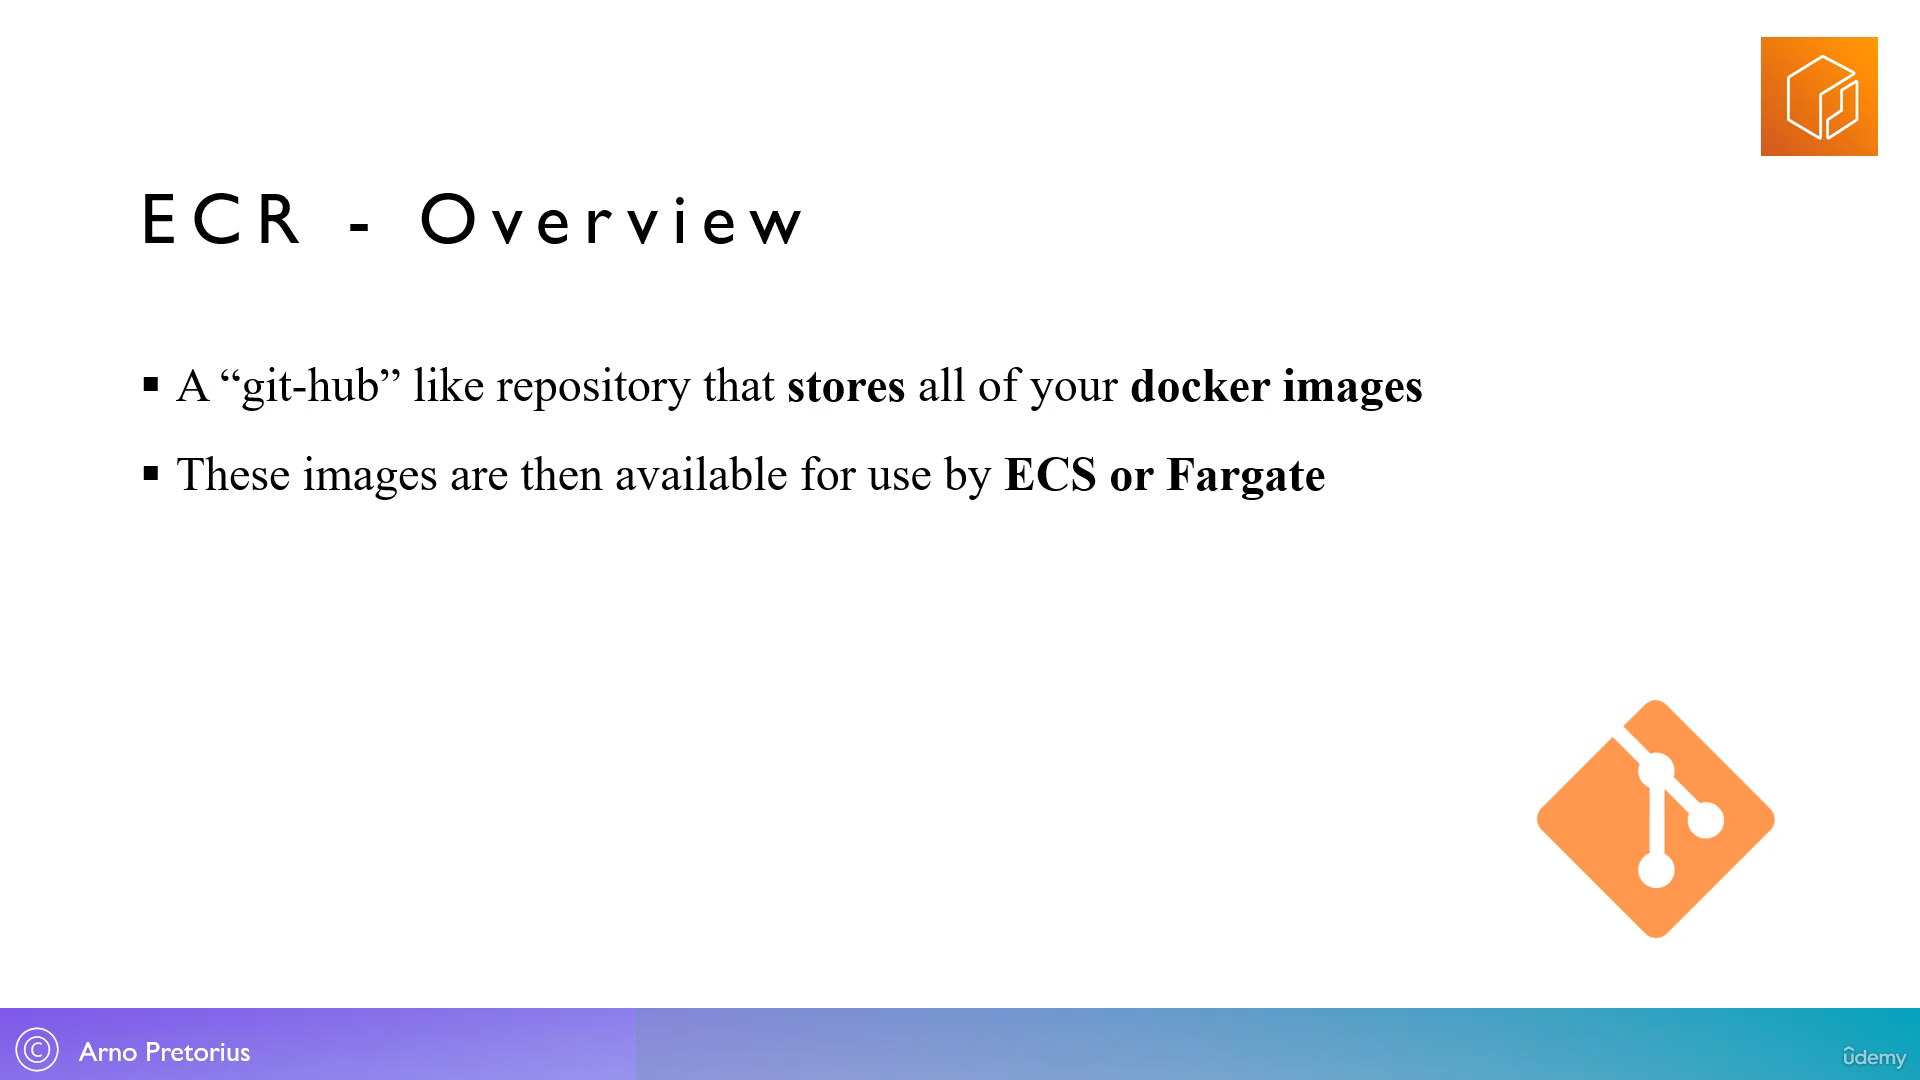 ECR - Overview
▪ A “git-hub” like repository that stores all of your docker images
▪ These images are then available for use by ECS or Fargate
© Arno Pretorius
ûdemy